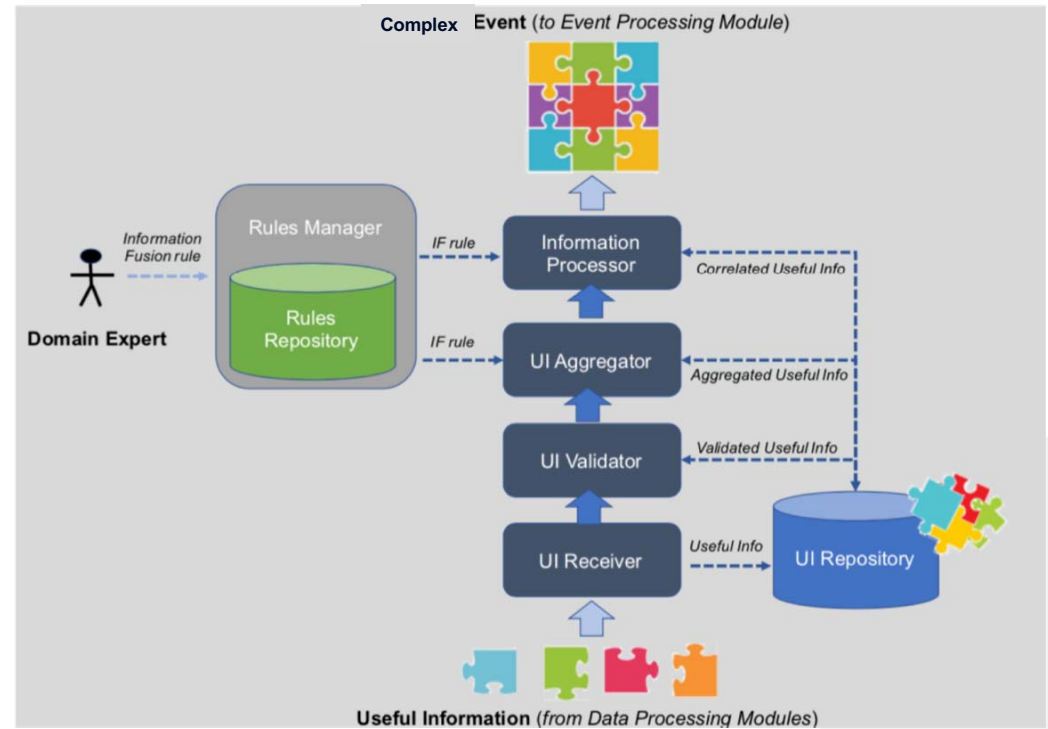 Complex Event (to Event Processing Module)
Rules Manager
Information
Fusion rule
IF rule
Information
Processor
Correlated Useful Info
Domain Expert
Rules
Repository
IF rule
UI Aggregator
Aggregated Useful Info
UI Validator
Validated Useful Info
UI Receiver
Useful Info
UI Repository
Useful Information (from Data Processing Modules)